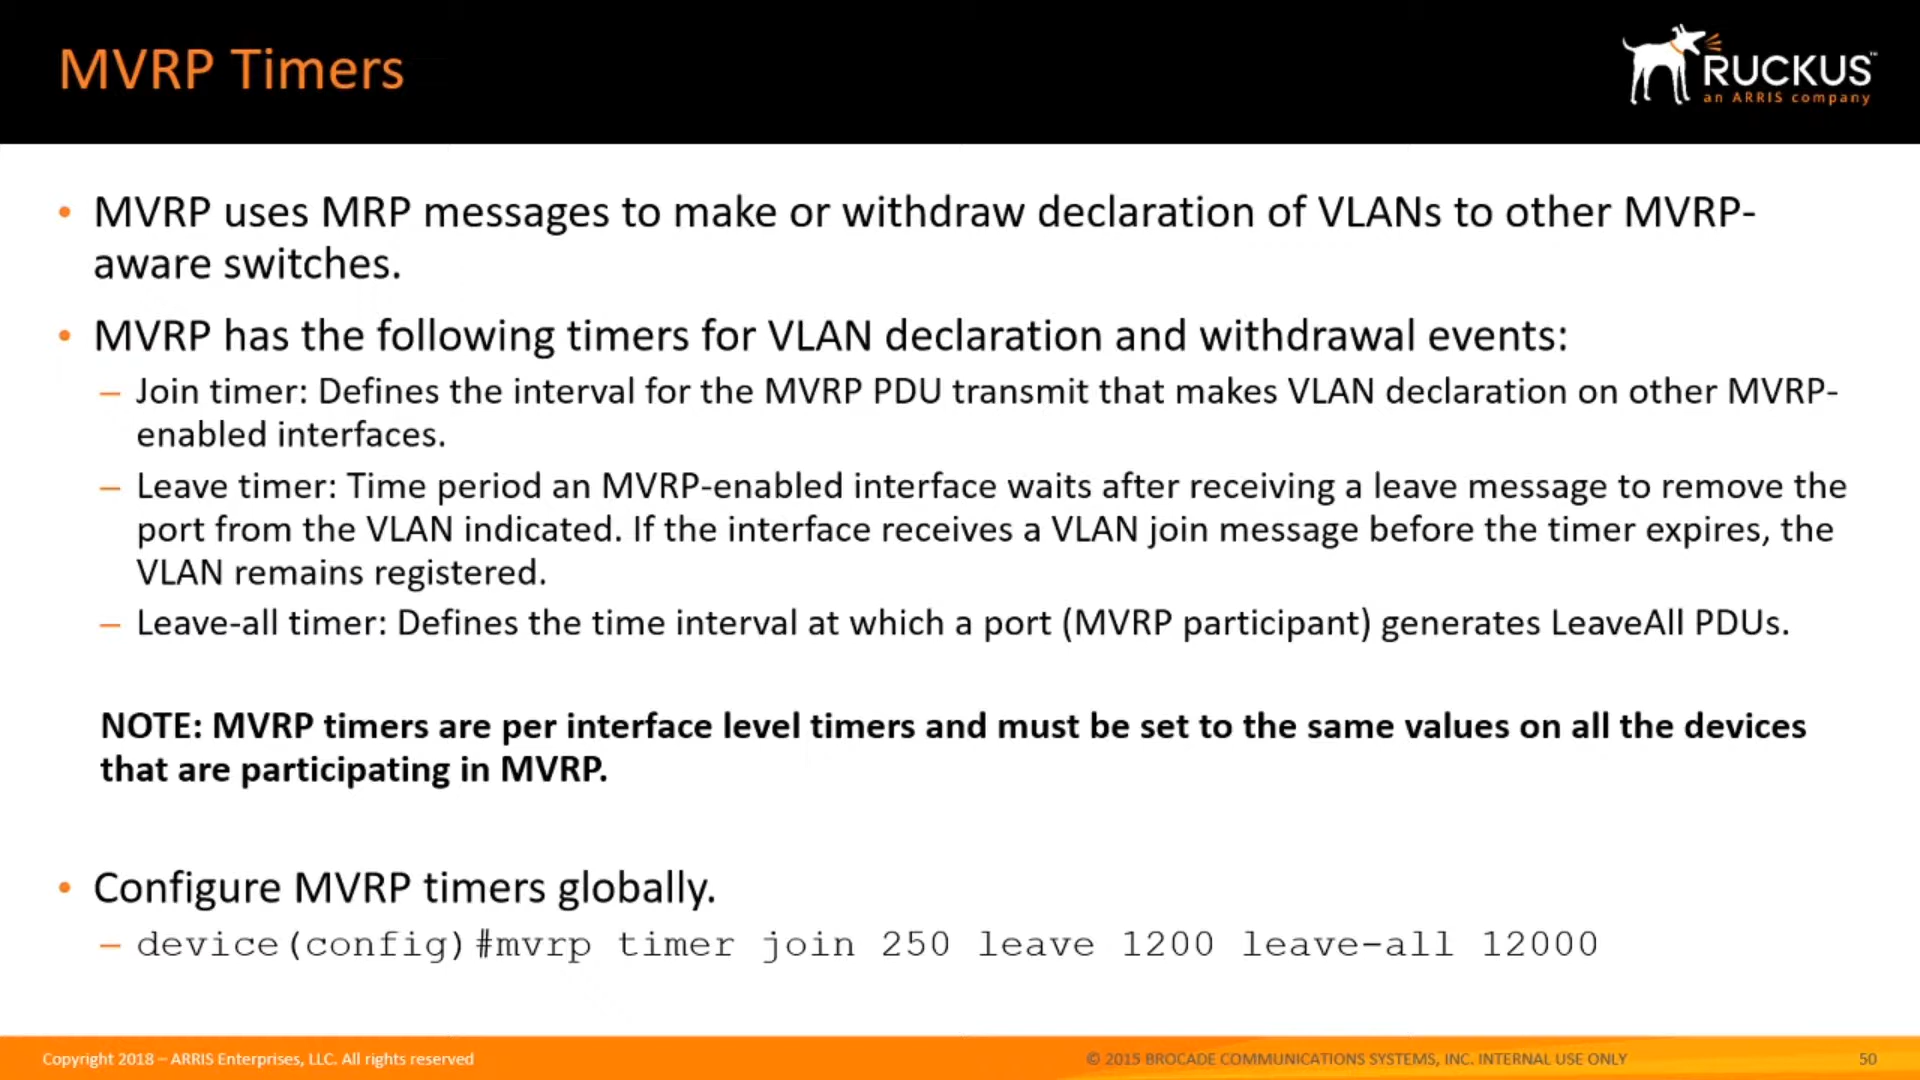 MVRP Timers
RUCKUS™
an ARRIS company
• MVRP uses MRP messages to make or withdraw declaration of VLANs to other MVRP-
aware switches.
• MVRP has the following timers for VLAN declaration and withdrawal events:
– Join timer: Defines the interval for the MVRP PDU transmit that makes VLAN declaration on other MVRP-
enabled interfaces.
– Leave timer: Time period an MVRP-enabled interface waits after receiving a leave message to remove the
port from the VLAN indicated. If the interface receives a VLAN join message before the timer expires, the
VLAN remains registered.
– Leave-all timer: Defines the time interval at which a port (MVRP participant) generates LeaveAll PDUs.
NOTE: MVRP timers are per interface level timers and must be set to the same values on all the devices
that are participating in MVRP.
• Configure MVRP timers globally.
– device(config)#mvrp timer join 250 leave 1200 leave-all 12000
Copyright 2018 – ARRIS Enterprises, LLC. All rights reserved
© 2015 BROCADE COMMUNICATIONS SYSTEMS, INC. INTERNAL USE ONLY
50